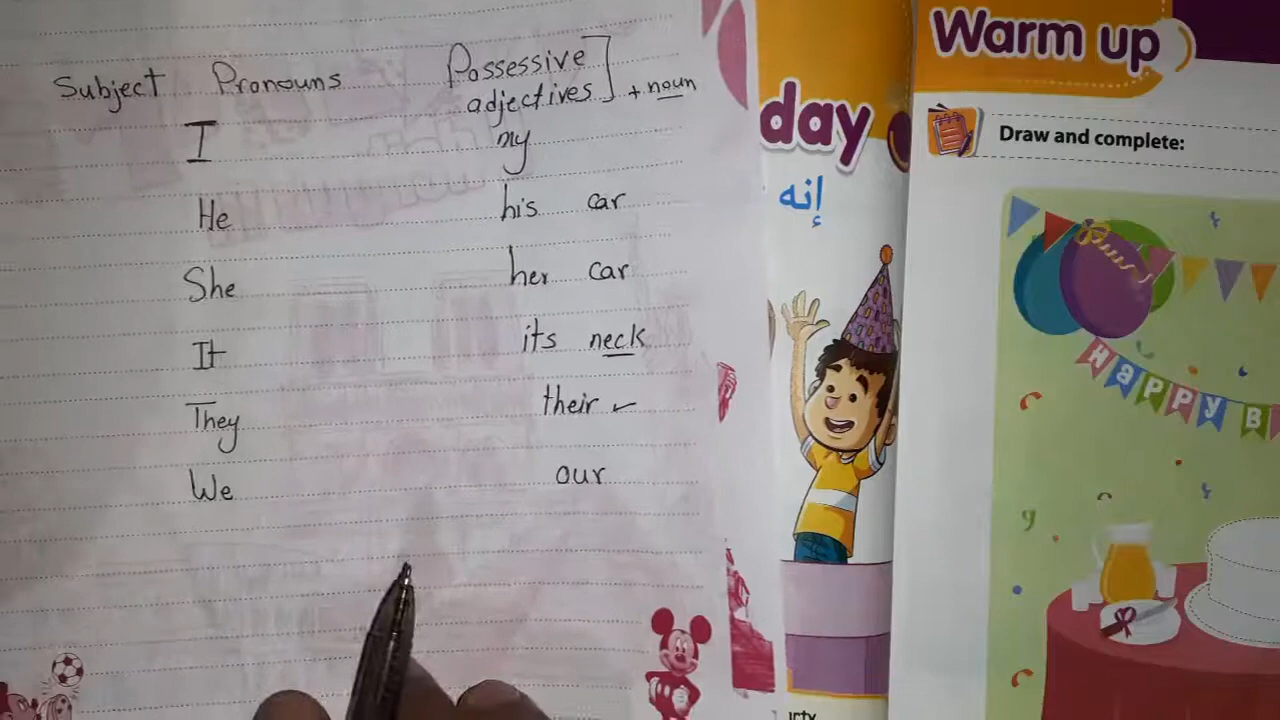 Subject Pronouns
Possessive
adjectives + noun
I my
He his car
She her car
It its neck
They their
We our
day
إنه
Warm up
Draw and complete:
HAPPY B